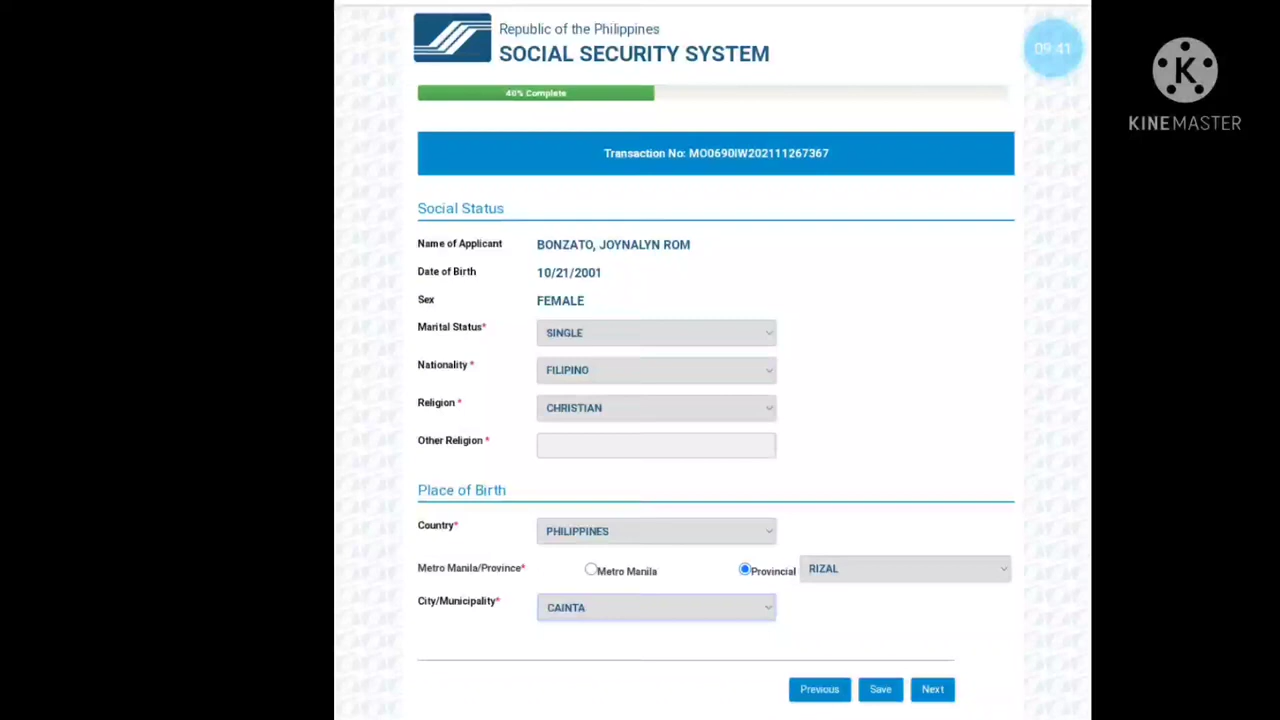 Republic of the Philippines
SOCIAL SECURITY SYSTEM
09:41
K
KINEMASTER
40% Complete
Transaction No: MO0690IW202111267367
Social Status
Name of Applicant BONZATO, JOYNALYN ROM
Date of Birth 10/21/2001
Sex FEMALE
Marital Status* SINGLE
Nationality * FILIPINO
Religion * CHRISTIAN
Other Religion *
Place of Birth
Country* PHILIPPINES
Metro Manila/Province* Metro Manila Provincial RIZAL
City/Municipality* CAINTA
Previous Save Next